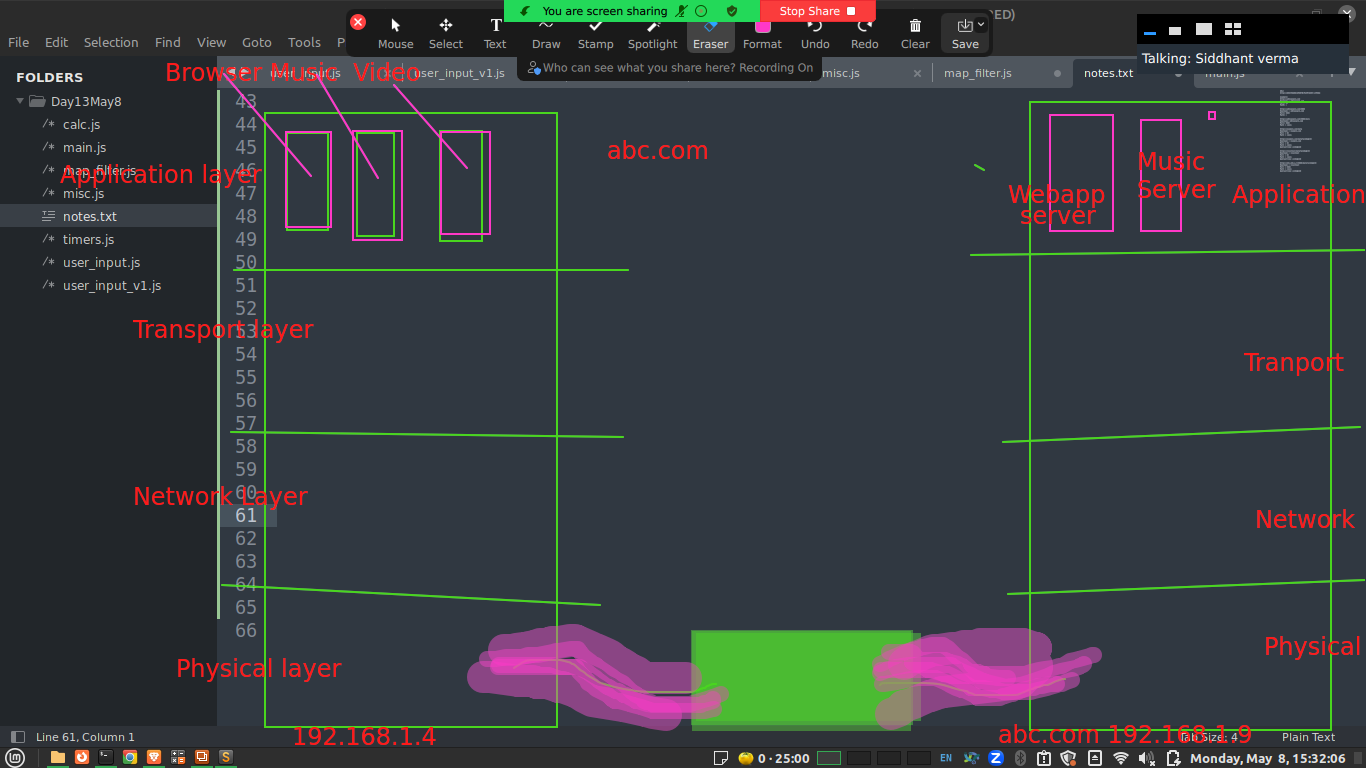 You are screen sharing
Stop Share
RED)
File Edit Selection Find View Goto Tools P
Mouse Select Text Draw Stamp Spotlight Eraser Format Undo Redo Clear Save
Who can see what you share here? Recording On
Talking: Siddhant verma
FOLDERS
Day13May8
calc.js
main.js
map_filter.js
misc.js
notes.txt
timers.js
user_input.js
user_input_v1.js
user_input.js
user_input_v1.js
misc.js
map_filter.js
notes.txt
main.js
Browser Music Video
Application layer
Transport layer
Network Layer
Physical layer
192.168.1.4
abc.com
Webapp
server
Music
Server
Application
Tranport
Network
Physical
abc.com 192.168.1.9
43
44
45
46
47
48
49
50
51
52
53
54
55
56
57
58
59
60
61
62
63
64
65
66
Line 61, Column 1
Tab Size: 4
Plain Text
0 · 25:00
EN
Monday, May 8, 15:32:06